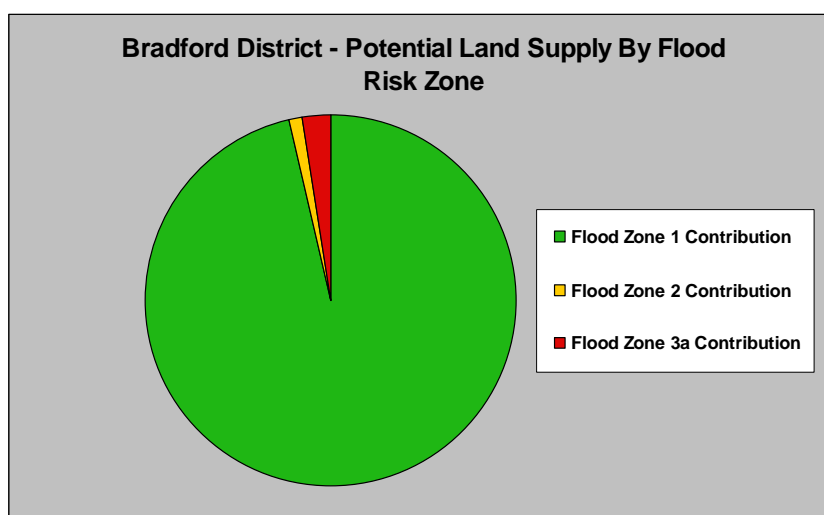 Bradford District - Potential Land Supply By Flood
Risk Zone
Flood Zone 1 Contribution
Flood Zone 2 Contribution
Flood Zone 3a Contribution